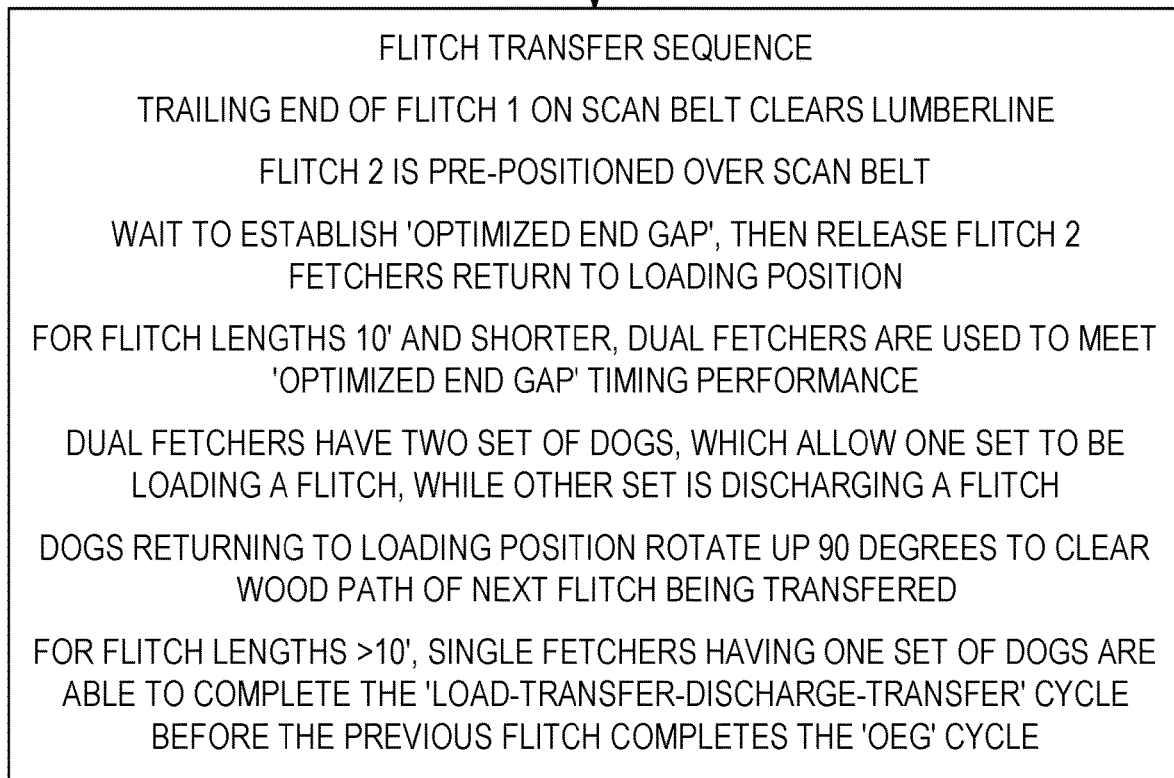 FLITCH TRANSFER SEQUENCE
TRAILING END OF FLITCH 1 ON SCAN BELT CLEARS LUMBERLINE
FLITCH 2 IS PRE-POSITIONED OVER SCAN BELT
WAIT TO ESTABLISH 'OPTIMIZED END GAP', THEN RELEASE FLITCH 2
FETCHERS RETURN TO LOADING POSITION
FOR FLITCH LENGTHS 10' AND SHORTER, DUAL FETCHERS ARE USED TO MEET
'OPTIMIZED END GAP' TIMING PERFORMANCE
DUAL FETCHERS HAVE TWO SET OF DOGS, WHICH ALLOW ONE SET TO BE
LOADING A FLITCH, WHILE OTHER SET IS DISCHARGING A FLITCH
DOGS RETURNING TO LOADING POSITION ROTATE UP 90 DEGREES TO CLEAR
WOOD PATH OF NEXT FLITCH BEING TRANSFERED
FOR FLITCH LENGTHS >10', SINGLE FETCHERS HAVING ONE SET OF DOGS ARE
ABLE TO COMPLETE THE 'LOAD-TRANSFER-DISCHARGE-TRANSFER' CYCLE
BEFORE THE PREVIOUS FLITCH COMPLETES THE 'OEG' CYCLE